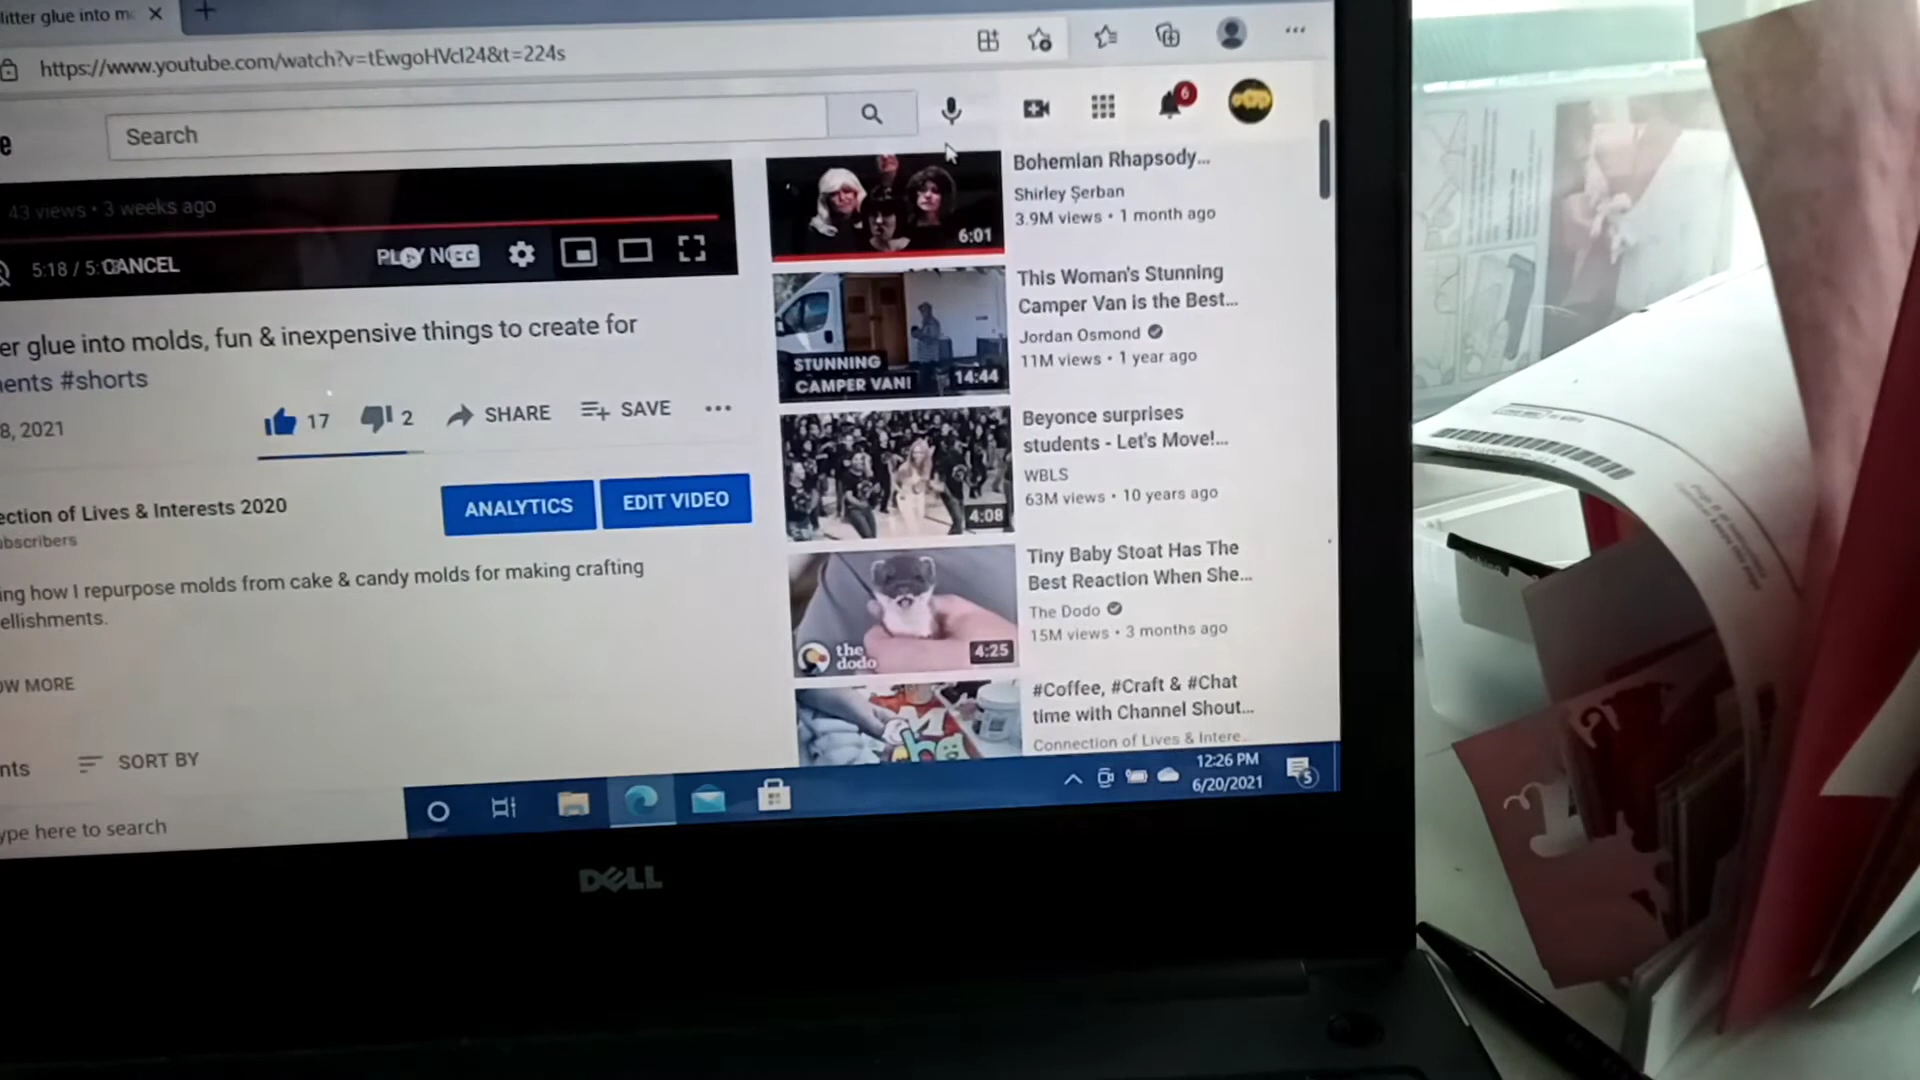 litter glue into m
https://www.youtube.com/watch?v=tEwgoHVcI24&t=224s
e
Search
6
43 views • 3 weeks ago
5:18 / 5:
CANCEL
er glue into molds, fun & inexpensive things to create for
ents #shorts
8, 2021
17
2
SHARE
SAVE
ection of Lives & Interests 2020
bscribers
ANALYTICS
EDIT VIDEO
ing how I repurpose molds from cake & candy molds for making crafting
ellishments.
OW MORE
nts
SORT BY
6:01
Bohemian Rhapsody...
Shirley Șerban
3.9M views • 1 month ago
STUNNING
CAMPER VAN!
14:44
This Woman's Stunning
Camper Van is the Best...
Jordan Osmond
11M views • 1 year ago
4:08
Beyonce surprises
students - Let's Move!...
WBLS
63M views • 10 years ago
the
dodo
4:25
Tiny Baby Stoat Has The
Best Reaction When She...
The Dodo
15M views • 3 months ago
#Coffee, #Craft & #Chat
time with Channel Shout...
Connection of Lives & Intere...
ype here to search
12:26 PM
6/20/2021
5
DELL